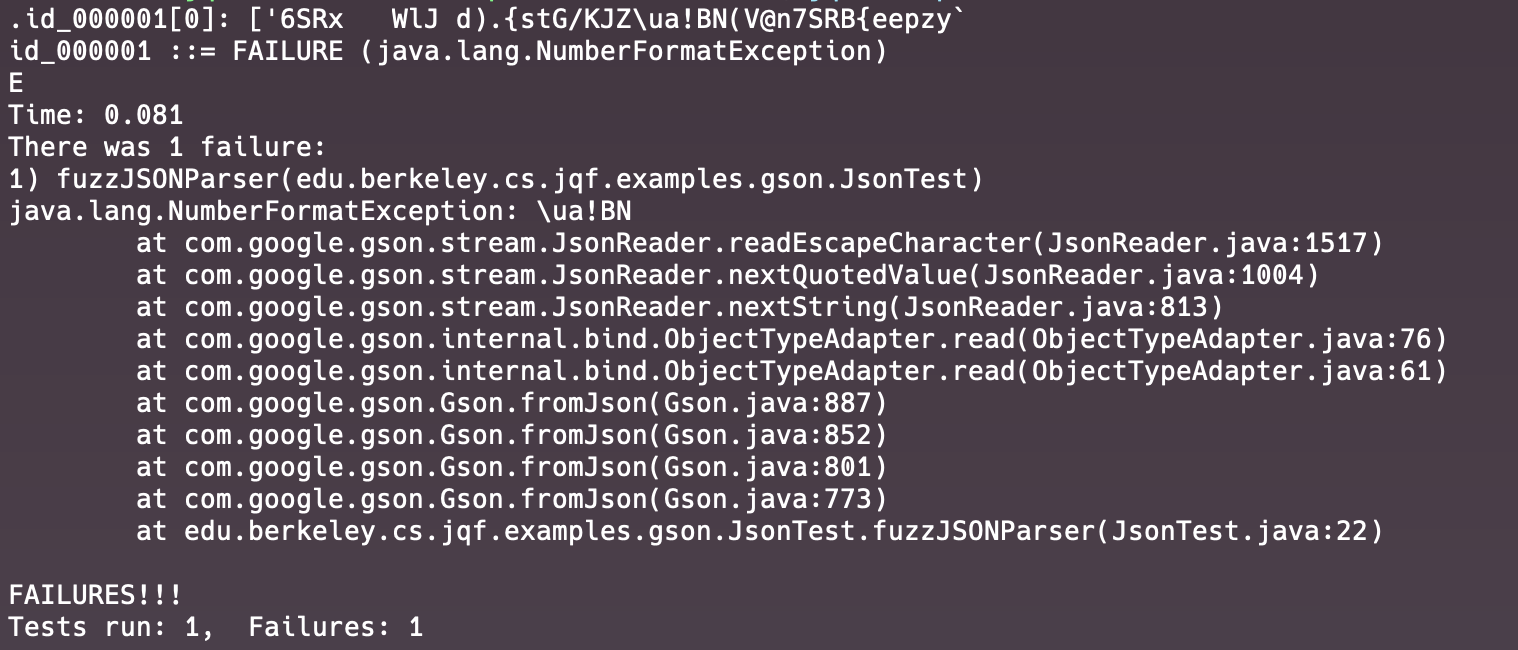 .id_000001[0]: ['6SRx   WlJ d).{stG/KJZ\ua!BN(V@n7SRB{eepzy`
id_000001 ::= FAILURE (java.lang.NumberFormatException)
E
Time: 0.081
There was 1 failure:
1) fuzzJSONParser(edu.berkeley.cs.jqf.examples.gson.JsonTest)
java.lang.NumberFormatException: \ua!BN
        at com.google.gson.stream.JsonReader.readEscapeCharacter(JsonReader.java:1517)
        at com.google.gson.stream.JsonReader.nextQuotedValue(JsonReader.java:1004)
        at com.google.gson.stream.JsonReader.nextString(JsonReader.java:813)
        at com.google.gson.internal.bind.ObjectTypeAdapter.read(ObjectTypeAdapter.java:76)
        at com.google.gson.internal.bind.ObjectTypeAdapter.read(ObjectTypeAdapter.java:61)
        at com.google.gson.Gson.fromJson(Gson.java:887)
        at com.google.gson.Gson.fromJson(Gson.java:852)
        at com.google.gson.Gson.fromJson(Gson.java:801)
        at com.google.gson.Gson.fromJson(Gson.java:773)
        at edu.berkeley.cs.jqf.examples.gson.JsonTest.fuzzJSONParser(JsonTest.java:22)
FAILURES!!!
Tests run: 1,  Failures: 1